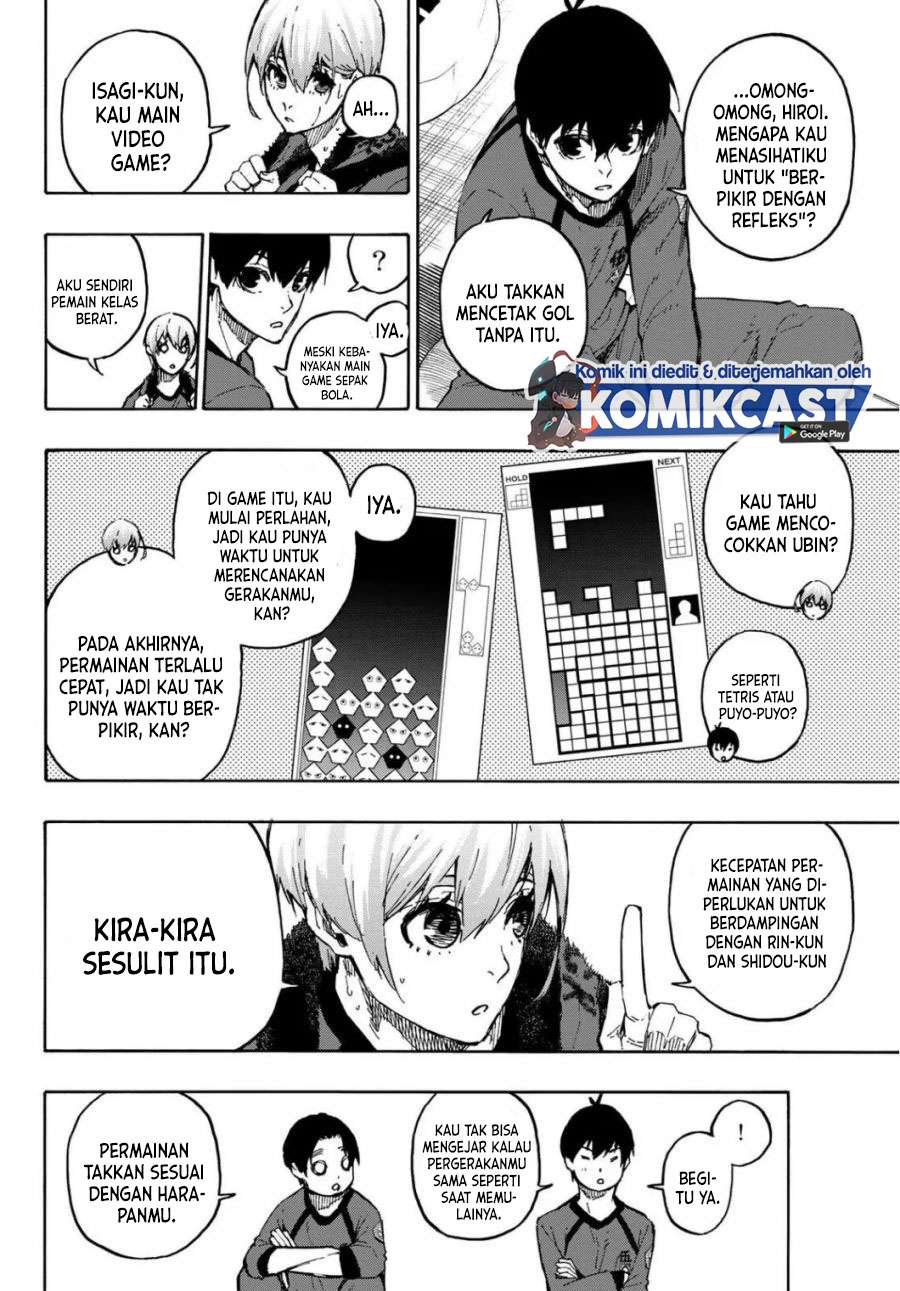 ...OMONG-
OMONG, HIROI.
MENGAPA KAU
MENASIHATIKU
UNTUK "BER-
PIKIR DENGAN
REFLEKS"?
AKU TAKKAN
MENCETAK GOL
TANPA ITU.
AH...
ISAGI-KUN,
KAU MAIN
VIDEO
GAME?
?
IYA.
MESKI KEBA-
NYAKAN MAIN
GAME SEPAK
BOLA.
AKU SENDIRI
PEMAIN KELAS
BERAT.
Komik ini diedit & diterjemahkan oleh
KOMIKCAST
GET IT ON
Google Play
KAU TAHU
GAME MENCO-
COKKAN UBIN?
SEPERTI
TETRIS ATAU
PUYO-PUYO?
HOLD
NEXT
IYA.
DI GAME ITU, KAU
MULAI PERLAHAN,
JADI KAU PUNYA
WAKTU UNTUK
MERENCANAKAN
GERAKANMU,
KAN?
PADA AKHIRNYA,
PERMAINAN TERLALU
CEPAT, JADI KAU TAK
PUNYA WAKTU BER-
PIKIR, KAN?
KECEPATAN PER-
MAINAN YANG DI-
PERLUKAN UNTUK
BERDAMPINGAN
DENGAN RIN-KUN
DAN SHIDOU-KUN
KIRA-KIRA
SESULIT ITU.
!
BEGI-
TU YA.
KAU TAK BISA
MENGEJAR KALAU
PERGERAKANMU
SAMA SEPERTI
SAAT MEMU-
LAINYA.
PERMAINAN
TAKKAN SESUAI
DENGAN HARA-
PANMU.